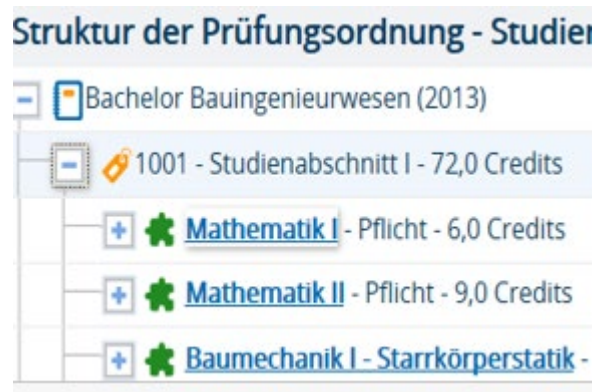 Struktur der Prüfungsordnung - Studien
Bachelor Bauingenieurwesen (2013)
1001 - Studienabschnitt I - 72,0 Credits
Mathematik I - Pflicht - 6,0 Credits
Mathematik II - Pflicht - 9,0 Credits
Baumechanik I - Starrkörperstatik -